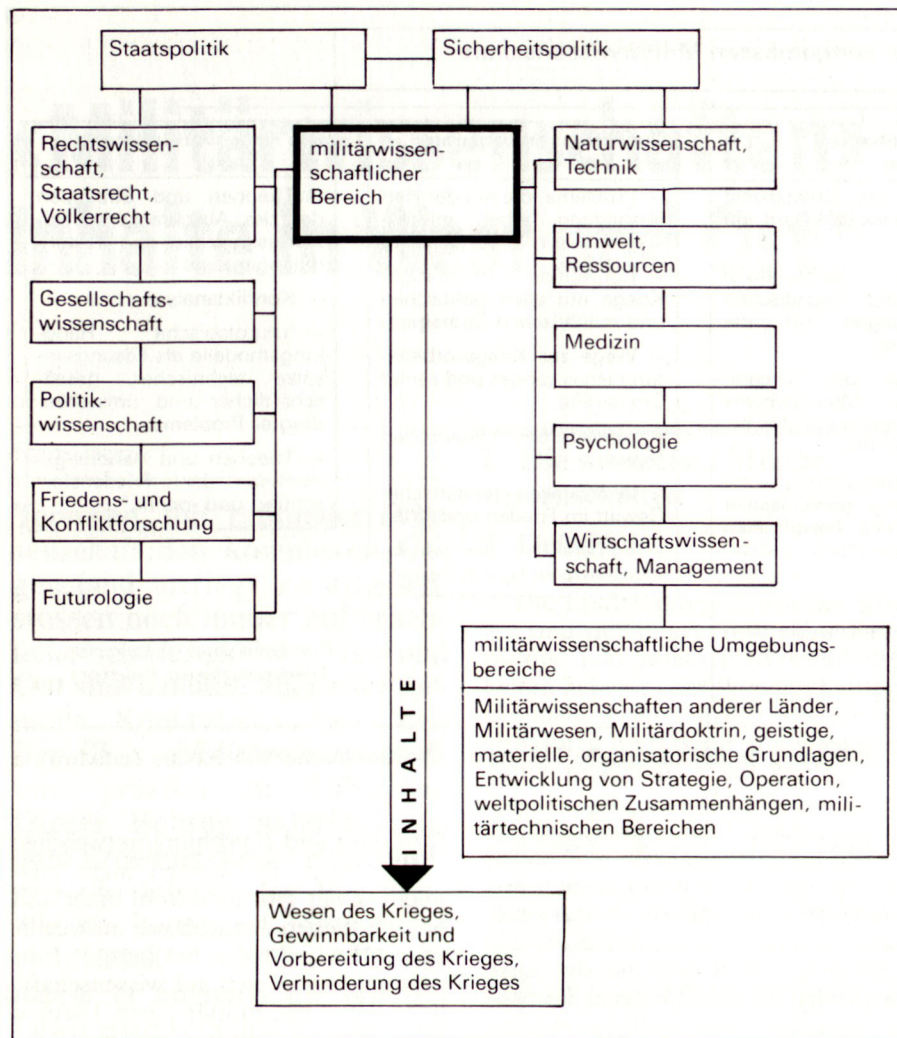 Staatspolitik
Sicherheitspolitik
Rechtswissen-
schaft,
Staatsrecht,
Völkerrecht
militärwissen-
schaftlicher
Bereich
Naturwissenschaft,
Technik
Umwelt,
Ressourcen
Gesellschafts-
wissenschaft
Medizin
Politik-
wissenschaft
Psychologie
Friedens- und
Konfliktforschung
Wirtschaftswissen-
schaft, Management
Futurologie
militärwissenschaftliche Umgebungs-
bereiche
Militärwissenschaften anderer Länder,
Militärwesen, Militärdoktrin, geistige,
materielle, organisatorische Grundlagen,
Entwicklung von Strategie, Operation,
weltpolitischen Zusammenhängen, mili-
tärtechnischen Bereichen
INHALTE
Wesen des Krieges,
Gewinnbarkeit und
Vorbereitung des Krieges,
Verhinderung des Krieges